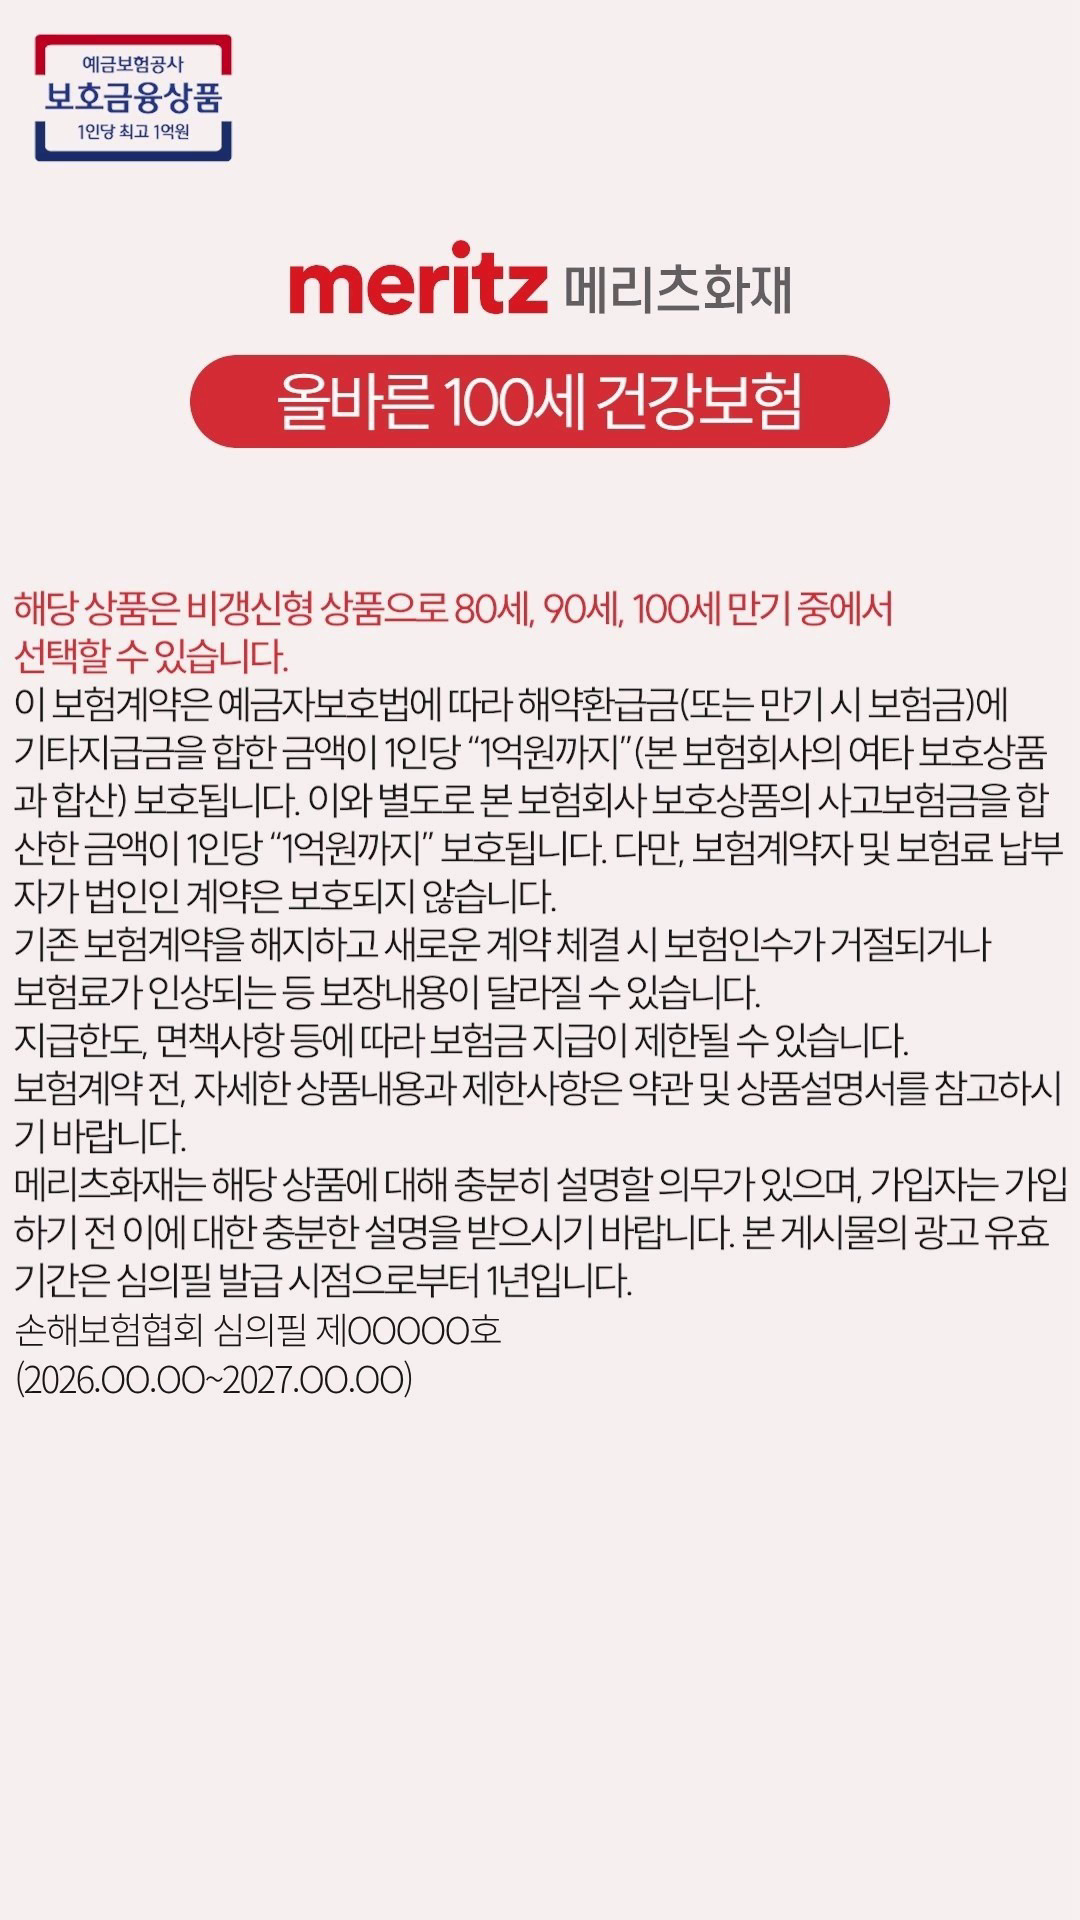 예금보험공사
보호금융상품
1인당 최고 1억원
meritz 메리츠화재
올바른 100세 건강보험
해당 상품은 비갱신형 상품으로 80세, 90세, 100세 만기 중에서
선택할 수 있습니다.
이 보험계약은 예금자보호법에 따라 해약환급금(또는 만기 시 보험금)에
기타지급금을 합한 금액이 1인당 “1억원까지”(본 보험회사의 여타 보호상품
과 합산) 보호됩니다. 이와 별도로 본 보험회사 보호상품의 사고보험금을 합
산한 금액이 1인당 “1억원까지” 보호됩니다. 다만, 보험계약자 및 보험료 납부
자가 법인인 계약은 보호되지 않습니다.
기존 보험계약을 해지하고 새로운 계약 체결 시 보험인수가 거절되거나
보험료가 인상되는 등 보장내용이 달라질 수 있습니다.
지급한도, 면책사항 등에 따라 보험금 지급이 제한될 수 있습니다.
보험계약 전, 자세한 상품내용과 제한사항은 약관 및 상품설명서를 참고하시
기 바랍니다.
메리츠화재는 해당 상품에 대해 충분히 설명할 의무가 있으며, 가입자는 가입
하기 전 이에 대한 충분한 설명을 받으시기 바랍니다. 본 게시물의 광고 유효
기간은 심의필 발급 시점으로부터 1년입니다.
손해보험협회 심의필 제OOOOO호
(2026.OO.OO~2027.OO.OO)